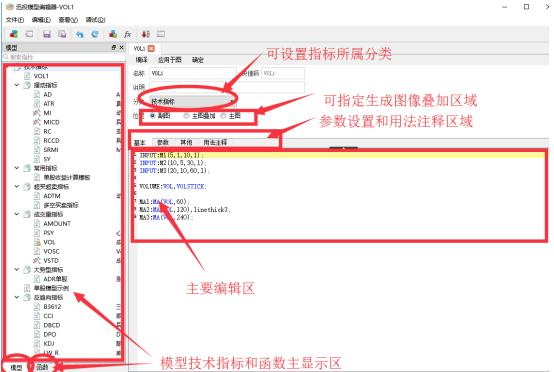 迅投模型编辑器-VOL1
文件(F) 编辑(E) 查看(V) 调试(D)
模型
搜索指标
技术指标
VOL1
摆动指标
AD
ATR
MI
MICD
RC
RCCD
SRMI
SY
常用指标
单股收益计算模板
超买超卖指标
ADTM
多空买卖指标
成交量指标
AMOUNT
PSY
VOL
VOSC
VSTD
大势型指标
ADR单股
单股模型示例
反趋向指标
B3612
CCI
DBCD
DPO
KDJ
LW_R
模型 函数
VOL1
编译 应用于图 确定
名称 VOL1 快捷码 VOL1
说明
技术指标
副图 主图叠加 主图
基本 参数 其他 用法注释
1 INPUT:M1(5,1,10,1);
2 INPUT:M2(10,5,30,1);
3 INPUT:M3(20,10,60,1);
VOLUME:VOL,VOLSTICK;
MA1:MA(VOL,60);
MA2:MA(VOL,120),linethick3;
MA3:MA(VOL,240);
可设置指标所属分类
可指定生成图像叠加区域
参数设置和用法注释区域
主要编辑区
模型技术指标和函数主显示区